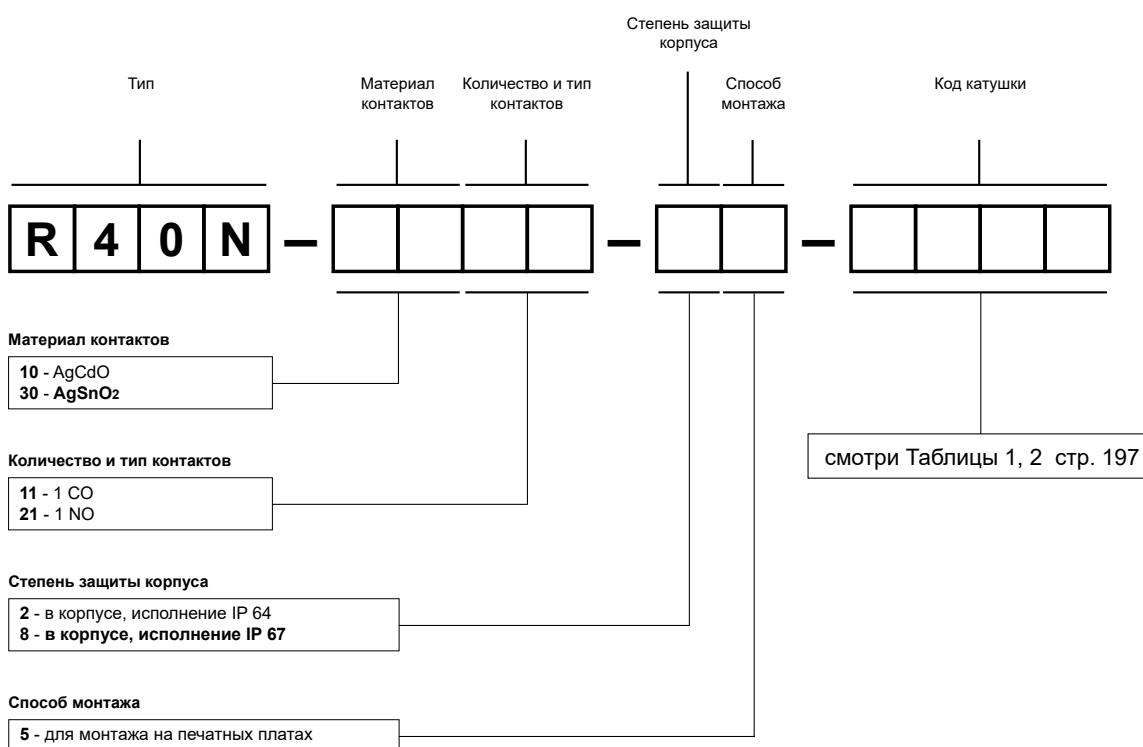 Степень защиты
корпуса
Тип
Материал
контактов
Количество и тип
контактов
Способ
монтажа
Код катушки
R 4 0 N – – –
Материал контактов
10 - AgCdO
30 - AgSnO2
смотри Таблицы 1, 2 стр. 197
Количество и тип контактов
11 - 1 CO
21 - 1 NO
Степень защиты корпуса
2 - в корпусе, исполнение IP 64
8 - в корпусе, исполнение IP 67
Способ монтажа
5 - для монтажа на печатных платах